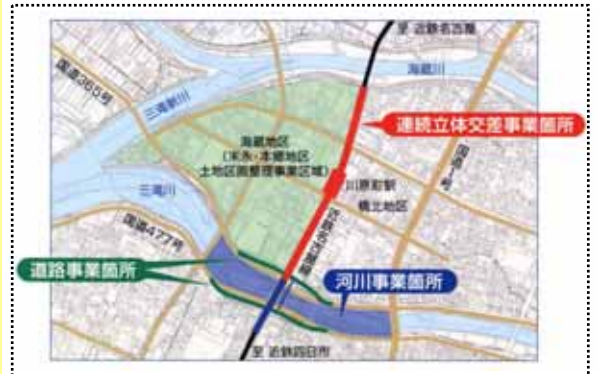 至 近鉄名古屋
海蔵川
国道365号
三滝新川
連続立体交差事業箇所
海蔵地区
(末永・本郷地区
土地区画整理事業区域)
国道1号
川原町駅
橋北地区
三滝川
国道477号
近鉄名古屋線
道路事業箇所
河川事業箇所
至 近鉄四日市